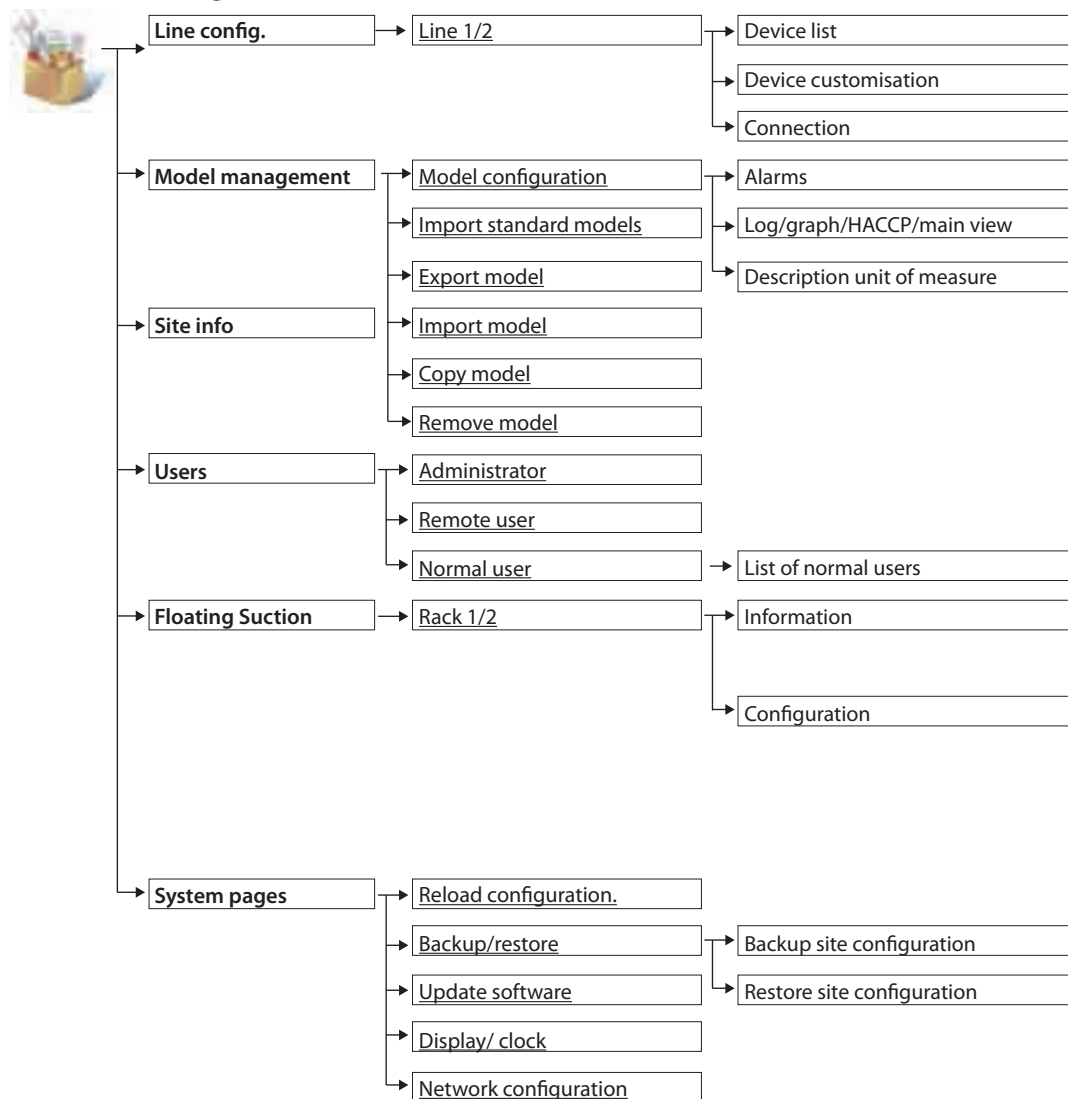 Line config.
Line 1/2
Device list
Device customisation
Connection
Model management
Model configuration
Alarms
Import standard models
Log/graph/HACCP/main view
Export model
Description unit of measure
Site info
Import model
Copy model
Remove model
Users
Administrator
Remote user
Normal user
List of normal users
Floating Suction
Rack 1/2
Information
Configuration
System pages
Reload configuration.
Backup/restore
Backup site configuration
Update software
Restore site configuration
Display/ clock
Network configuration